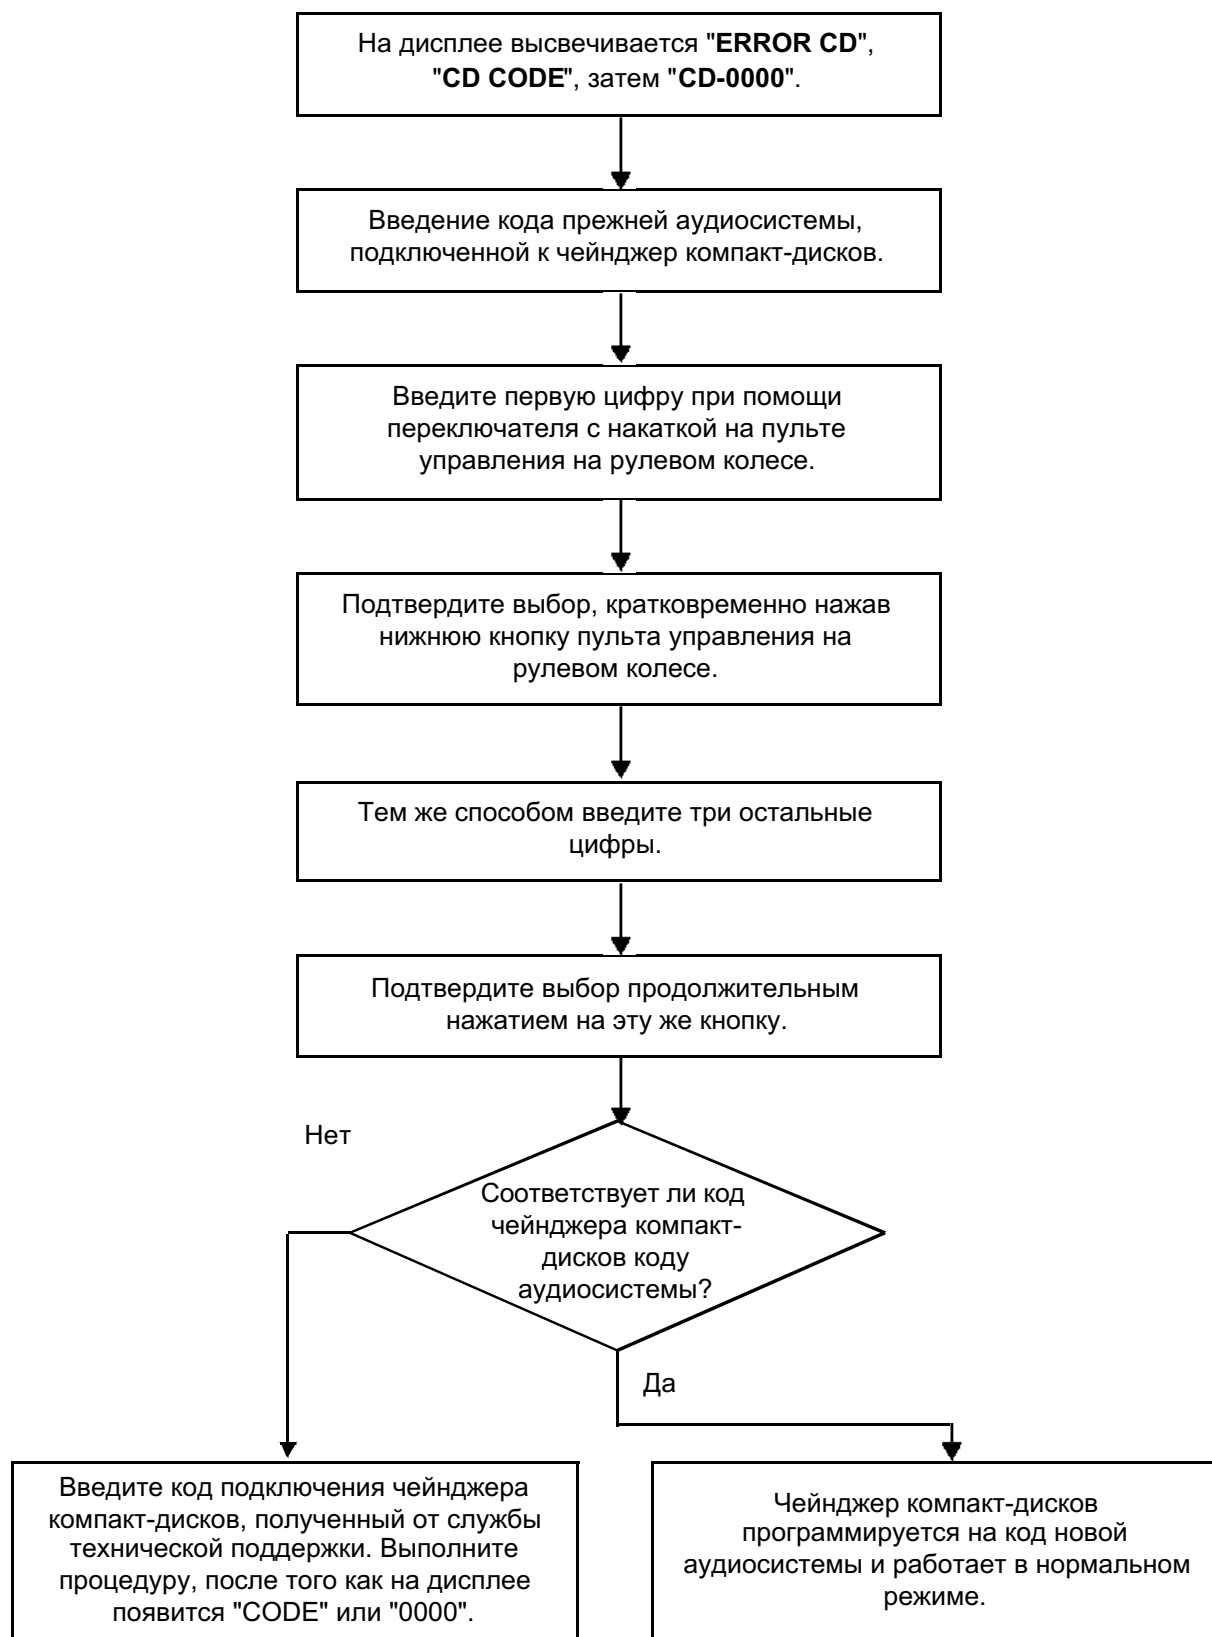 На дисплее высвечивается "ERROR CD",
"CD CODE", затем "CD-0000".
Введение кода прежней аудиосистемы,
подключенной к чейнджер компакт-дисков.
Введите первую цифру при помощи
переключателя с накаткой на пульте
управления на рулевом колесе.
Подтвердите выбор, кратковременно нажав
нижнюю кнопку пульта управления на
рулевом колесе.
Тем же способом введите три остальные
цифры.
Подтвердите выбор продолжительным
нажатием на эту же кнопку.
Нет
Соответствует ли код
чейнджера компакт-
дисков коду
аудиосистемы?
Да
Введите код подключения чейнджера
компакт-дисков, полученный от службы
технической поддержки. Выполните
процедуру, после того как на дисплее
появится "CODE" или "0000".
Чейнджер компакт-дисков
программируется на код новой
аудиосистемы и работает в нормальном
режиме.